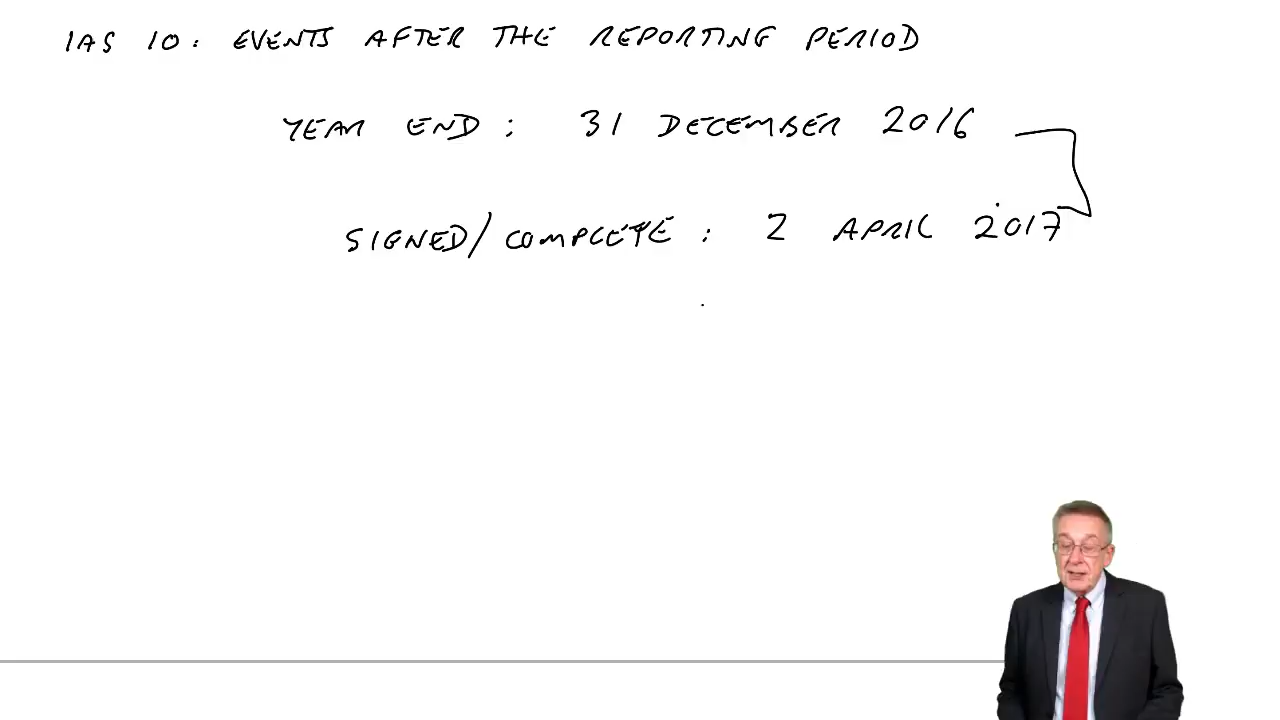 IAS 10: EVENTS AFTER THE REPORTING PERIOD
YEAR END: 31 DECEMBER 2016
SIGNED/COMPLETE: 2 APRIL 2017